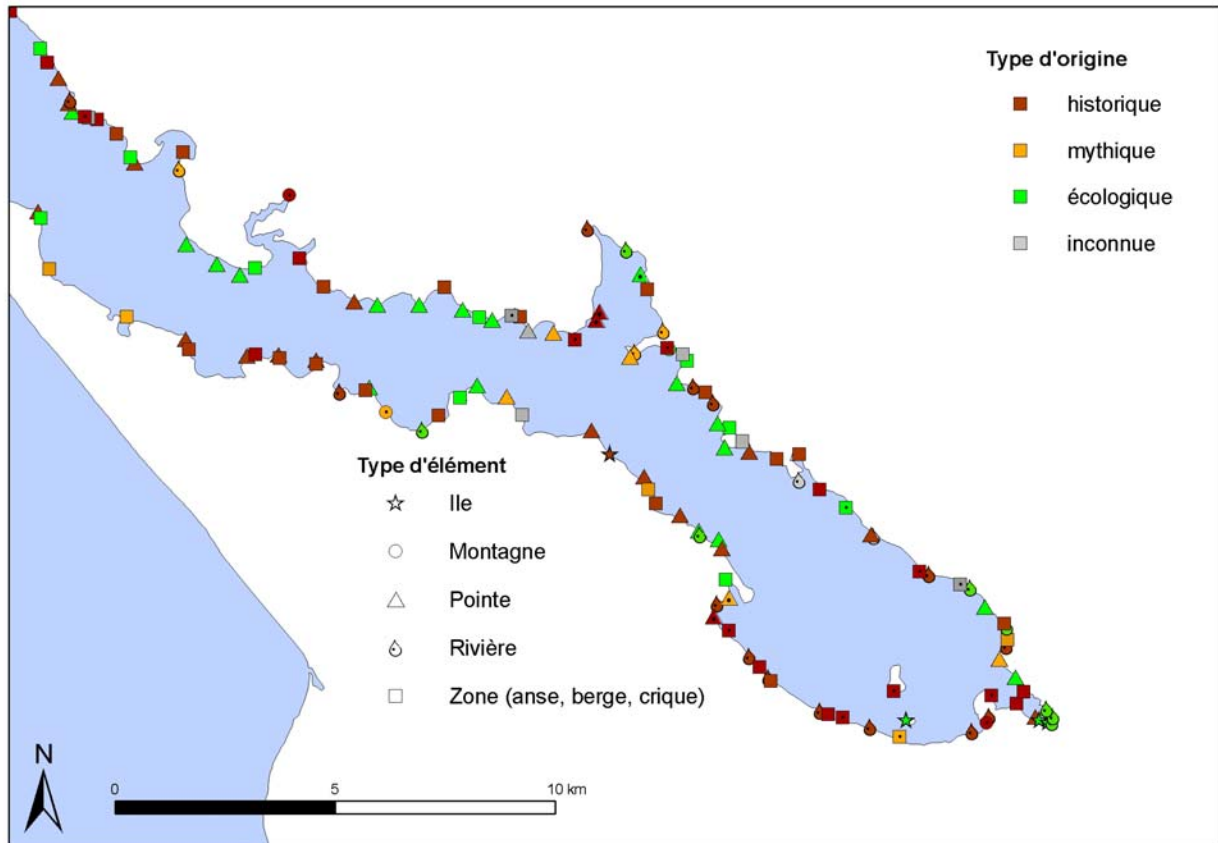 Type d'origine
historique
mythique
écologique
inconnue
Type d'élément
Ile
Montagne
Pointe
Rivière
Zone (anse, berge, crique)
N
0 5 10 km